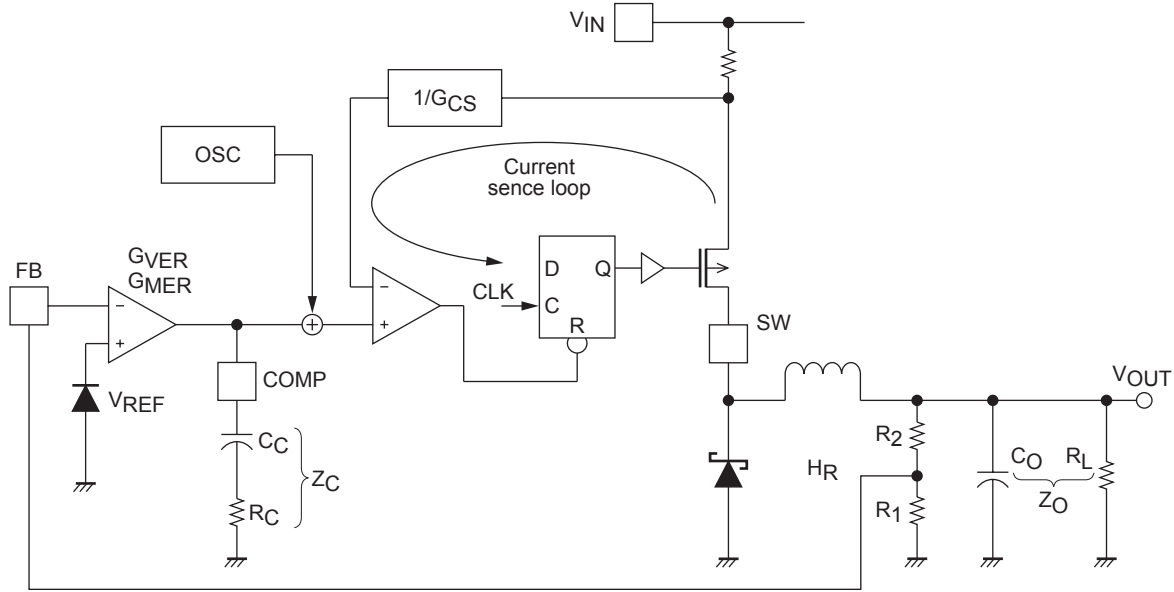 VIN
1/GCS
OSC
Current
sence loop
GVER
GMER
FB
D
Q
CLK
C
R
SW
COMP
VREF
VOUT
CC
ZC
RC
R2
HR
R1
CO
RL
ZO